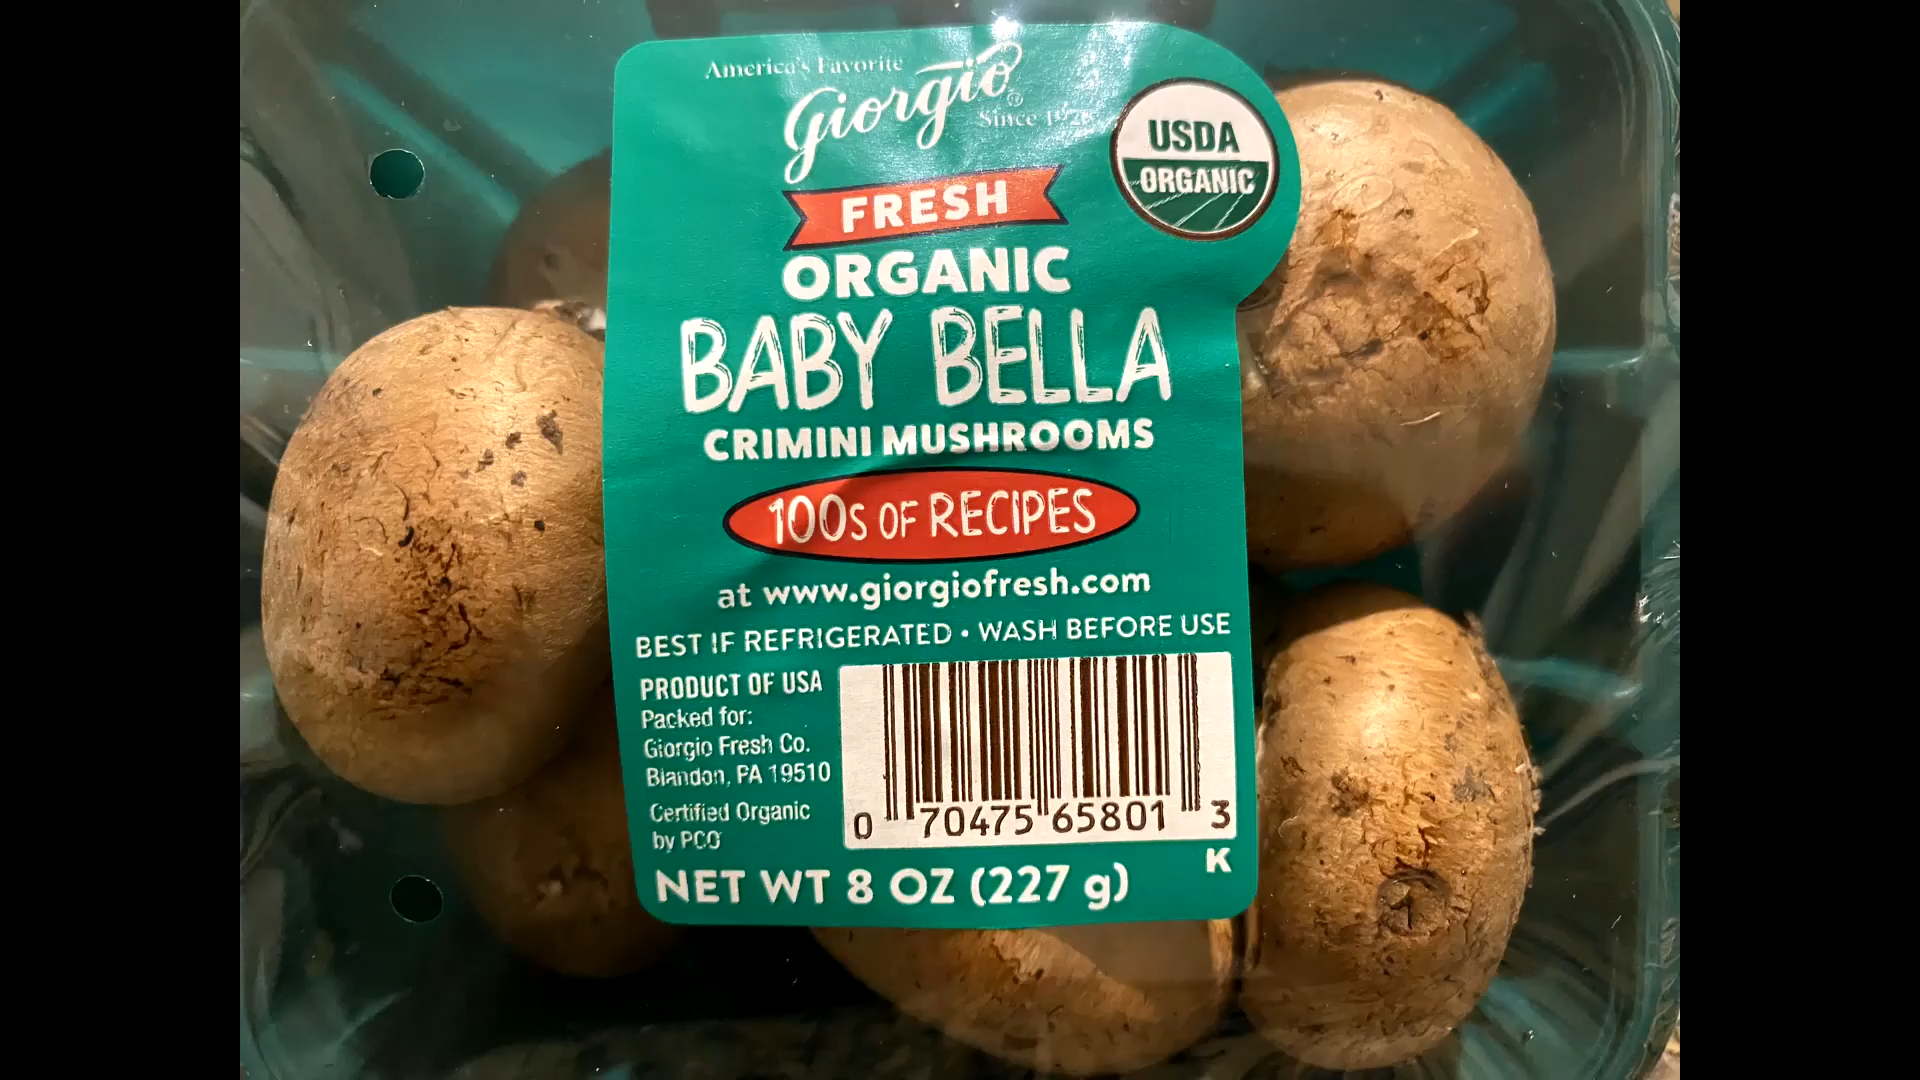 America's Favorite
Giorgio®
Since 1928
USDA
ORGANIC
FRESH
ORGANIC
BABY BELLA
CRIMINI MUSHROOMS
100s OF RECIPES
at www.giorgiofresh.com
BEST IF REFRIGERATED • WASH BEFORE USE
PRODUCT OF USA
Packed for:
Giorgio Fresh Co.
Blandon, PA 19510
Certified Organic
by PCO
0 70475 65801 3
K
NET WT 8 OZ (227 g)